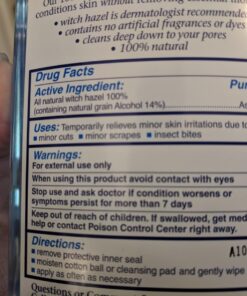 conditions skin without removing essential
• witch hazel is dermatologist recommended
• contains no artificial fragrances or dyes
• cleans deep down to your pores
• 100% natural
Drug Facts
Active Ingredient: Pur
All natural witch hazel 100%
(containing natural grain Alcohol 14%).
Uses: Temporarily relieves minor skin irritations due to
■ minor cuts ■ minor scrapes ■ insect bites
Warnings:
For external use only
When using this product avoid contact with eyes
Stop use and ask doctor if condition worsens or
symptoms persist for more than 7 days
Keep out of reach of children. If swallowed, get med
help or contact Poison Control Center right away.
Directions: A10
■ remove protective inner seal
■ moisten cotton ball or cleansing pad and gently wipe
■ apply as often as necessary
Questions or Com